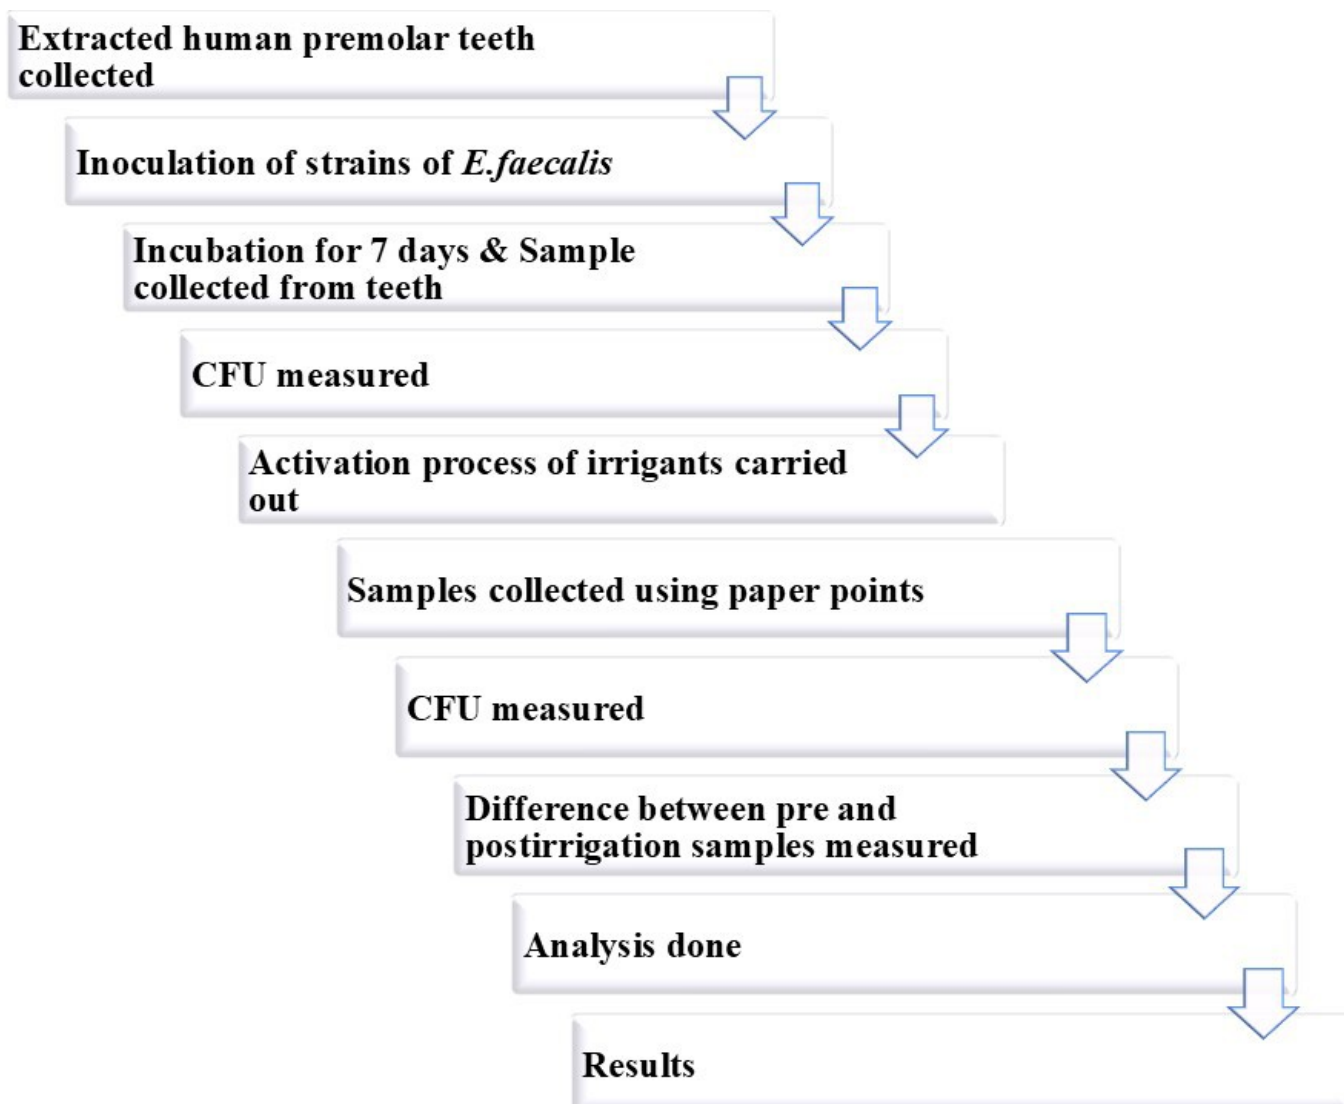 Extracted human premolar teeth
collected
Inoculation of strains of E.faecalis
Incubation for 7 days & Sample
collected from teeth
CFU measured
Activation process of irrigants carried
out
Samples collected using paper points
CFU measured
Difference between pre and
postirrigation samples measured
Analysis done
Results